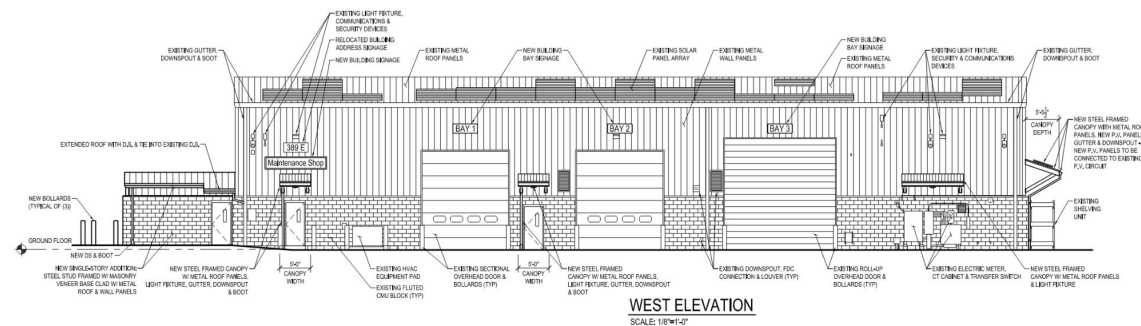 EXISTING LIGHT FIXTURE,
COMMUNICATIONS &
SECURITY DEVICES
RELOCATED BUILDING
ADDRESS SIGNAGE
NEW BUILDING SIGNAGE
EXISTING GUTTER,
DOWNSPOUT & BOOT
EXISTING METAL
ROOF PANELS
NEW BUILDING
BAY SIGNAGE
EXISTING SOLAR
PANEL ARRAY
EXISTING METAL
WALL PANELS
NEW BUILDING
BAY SIGNAGE
EXISTING METAL
ROOF PANELS
EXISTING LIGHT FIXTURE,
SECURITY & COMMUNICATIONS
DEVICES
EXISTING GUTTER,
DOWNSPOUT & BOOT
CANOPY
DEPTH
NEW STEEL FRAMED
CANOPY WITH METAL ROOF
PANELS, NEW P.V. PANELS
GUTTER & DOWNSPOUT -
NEW P.V. PANELS TO BE
CONNECTED TO EXISTING
P.V. CIRCUIT
BAY 1
BAY 2
BAY 3
389 E
Maintenance Shop
EXTENDED ROOF WITH D.S. & TIE INTO EXISTING D.S.
NEW BOLLARDS
(TYPICAL OF (3))
EXISTING
SHELVING
UNIT
GROUND FLOOR
NEW DS & BOOT
NEW SINGLE-STORY ADDITION:
STEEL STUD FRAMED W/ MASONRY
VENEER BASE CLAD W/ METAL
ROOF & WALL PANELS
NEW STEEL FRAMED CANOPY
W/ METAL ROOF PANELS,
LIGHT FIXTURE, GUTTER, DOWNSPOUT
& BOOT
5'-0"
CANOPY
WIDTH
EXISTING FLUTED
CMU BLOCK (TYP)
EXISTING HVAC
EQUIPMENT PAD
EXISTING SECTIONAL
OVERHEAD DOOR &
BOLLARDS (TYP)
5'-0"
CANOPY
WIDTH
NEW STEEL FRAMED
CANOPY W/ METAL ROOF PANELS,
LIGHT FIXTURE, GUTTER, DOWNSPOUT
& BOOT
EXISTING DOWNSPOUT, FDC
CONNECTION & LOUVER (TYP)
EXISTING ROLL-UP
OVERHEAD DOOR &
BOLLARDS (TYP)
EXISTING ELECTRIC METER,
CT CABINET & TRANSFER SWITCH
NEW STEEL FRAMED
CANOPY W/ METAL ROOF PANELS
& LIGHT FIXTURE
WEST ELEVATION
SCALE: 1/8"=1'-0"